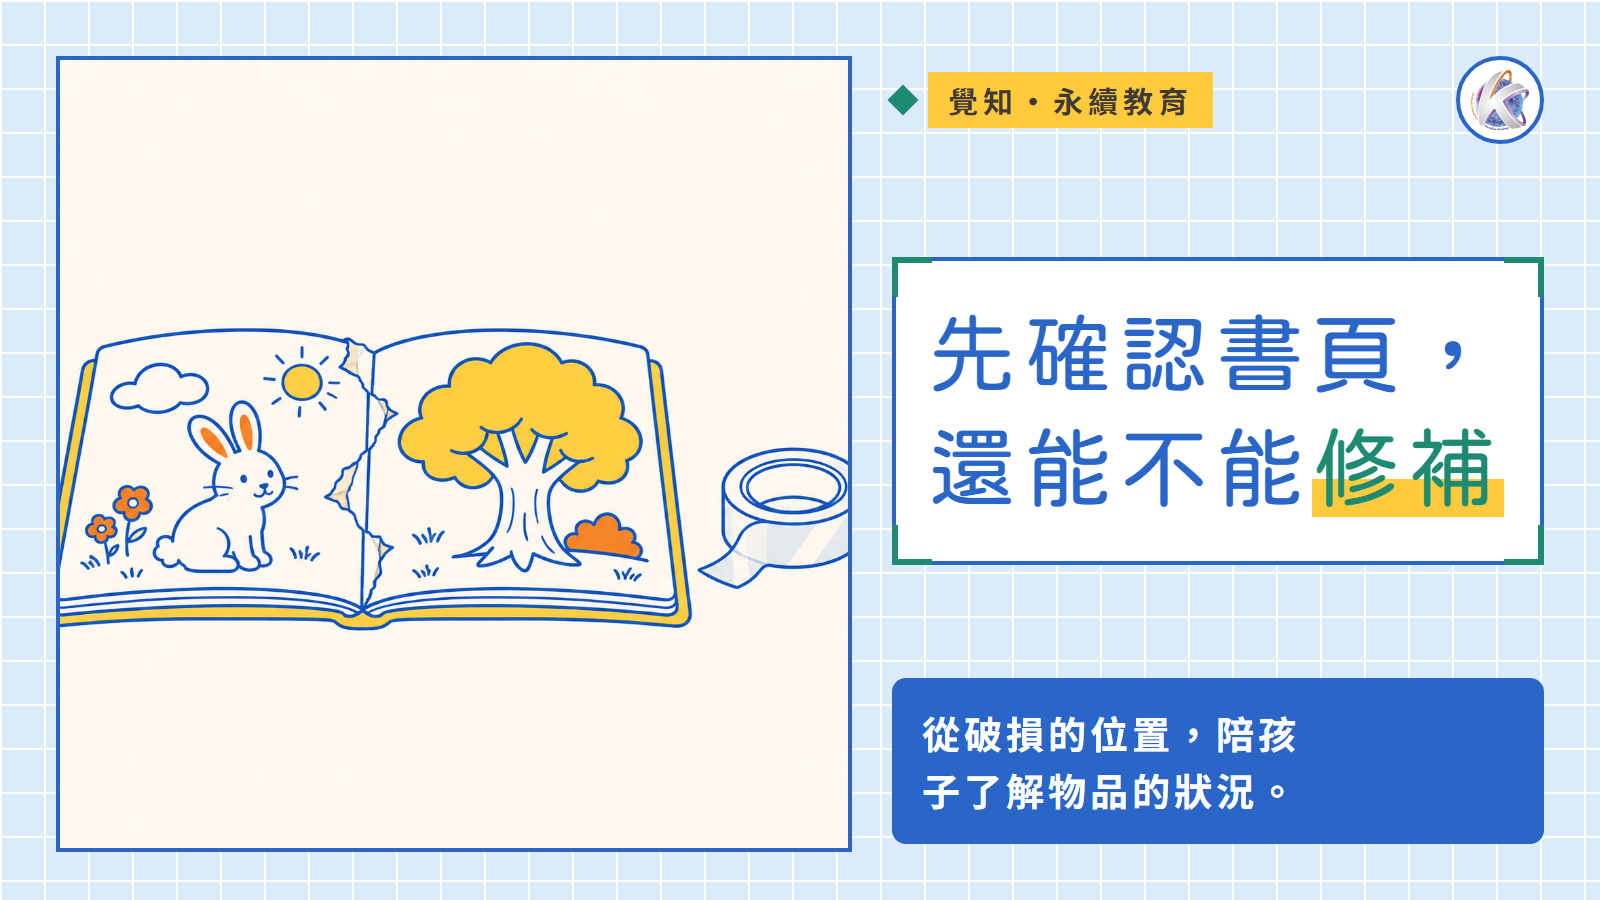 覺知・永續教育
先確認書頁，
還能不能修補
從破損的位置，陪孩
子了解物品的狀況。